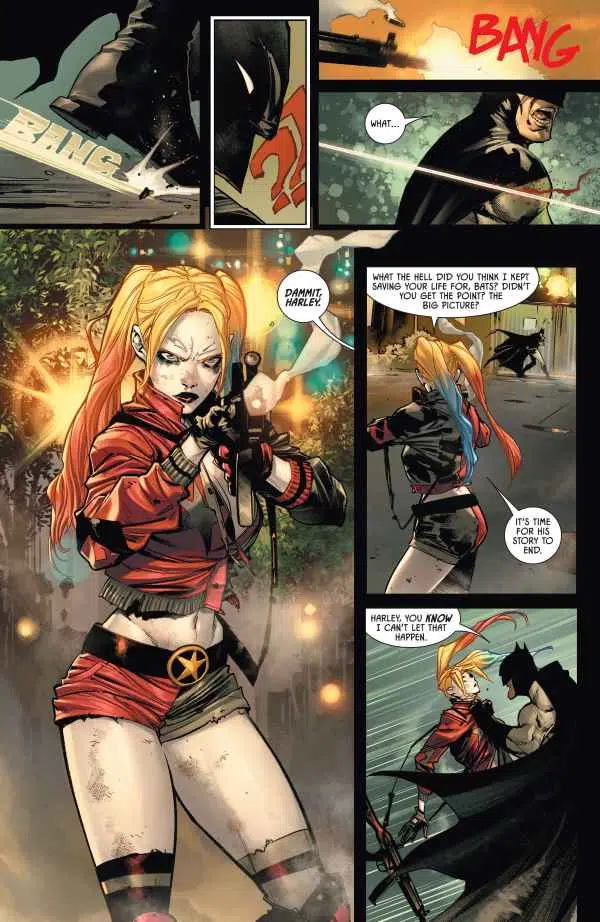 BANG
??
BANG
WHAT...
DAMMIT,
HARLEY.
WHAT THE HELL DID YOU THINK I KEPT
SAVING YOUR LIFE FOR, BATS? DIDN'T
YOU GET THE POINT? THE
BIG PICTURE?
IT'S TIME
FOR HIS
STORY TO
END.
HARLEY, YOU KNOW
I CAN'T LET THAT
HAPPEN.